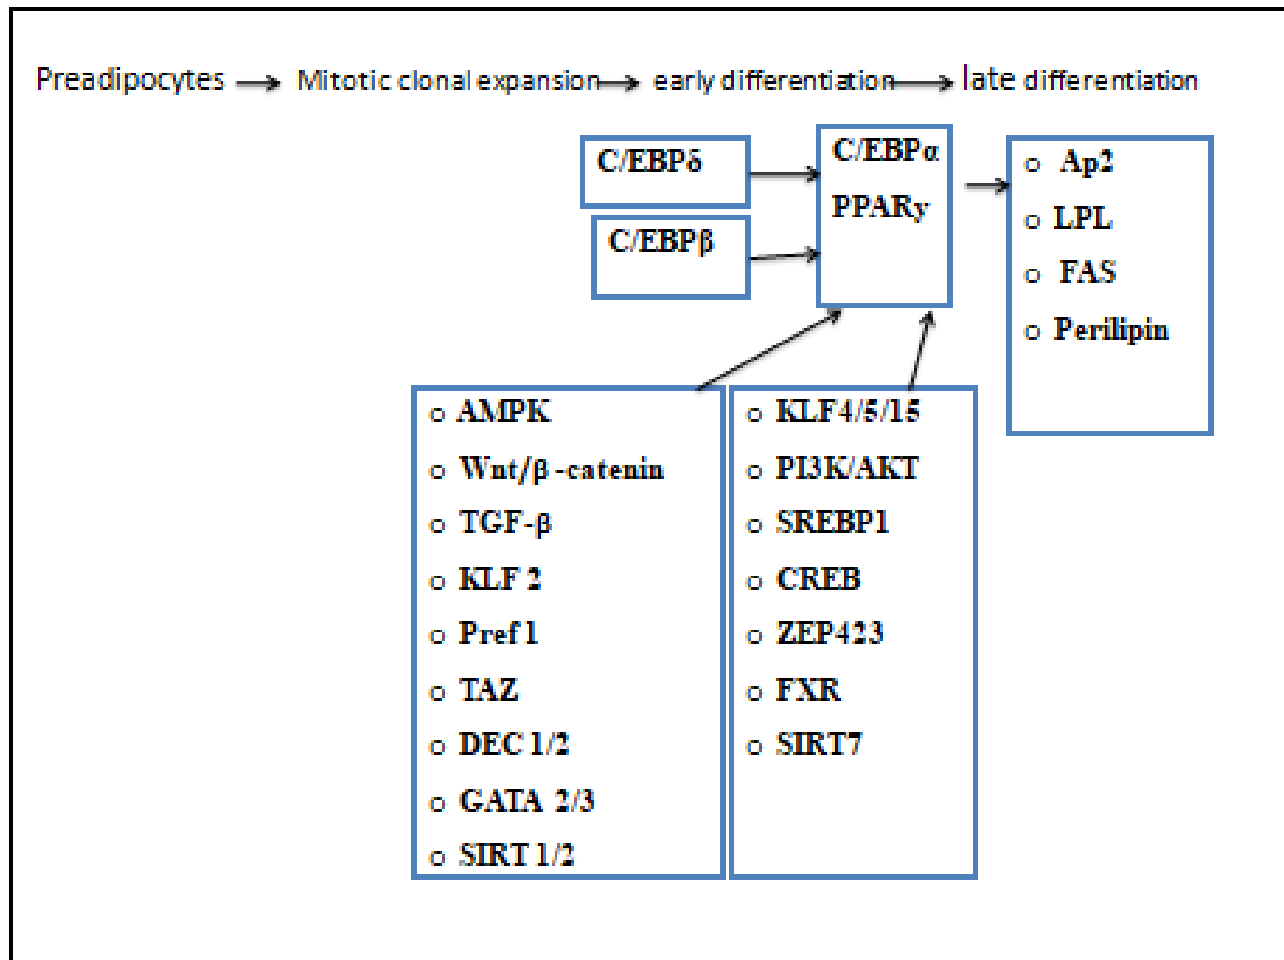 Preadipocytes → Mitotic clonal expansion → early differentiation → late differentiation
C/EBPδ
C/EBPβ
C/EBPα
PPARy
o Ap2
o LPL
o FAS
o Perilipin
o AMPK
o Wnt/β -catenin
o TGF-β
o KLF 2
o Pref 1
o TAZ
o DEC 1/2
o GATA 2/3
o SIRT 1/2
o KLF4/5/15
o PI3K/AKT
o SREBP1
o CREB
o ZEP423
o FXR
o SIRT7